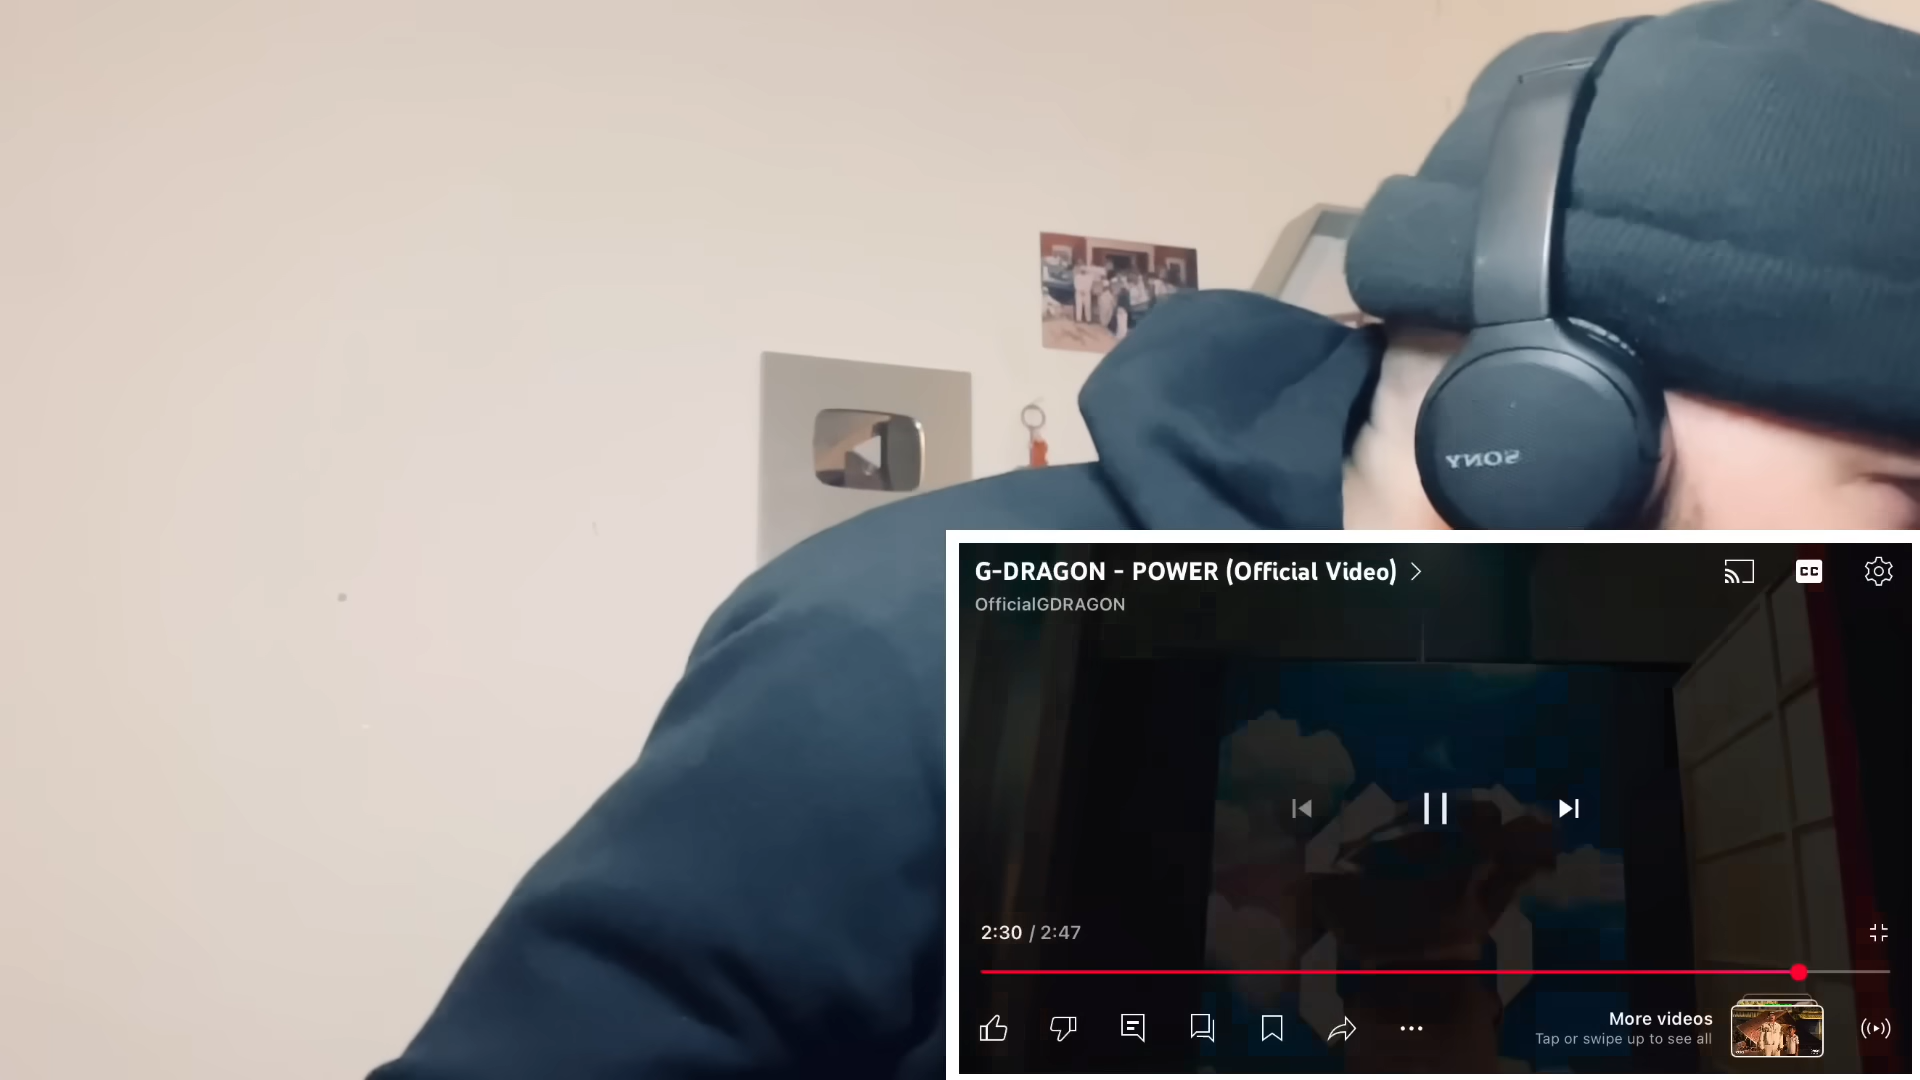 SONY
G-DRAGON - POWER (Official Video)
OfficialGDRAGON
CC
2:30 / 2:47
More videos
Tap or swipe up to see all